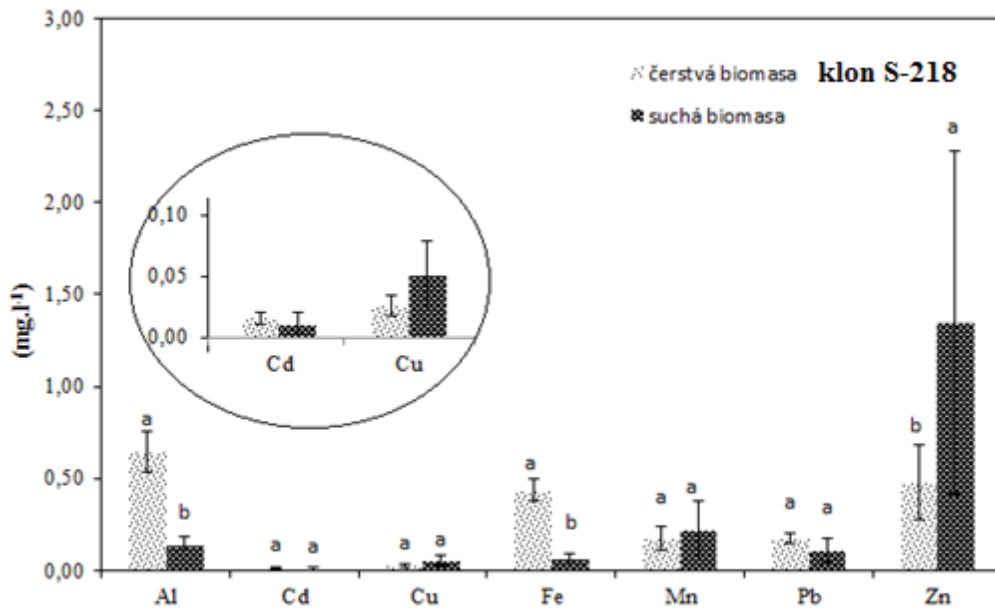 3,00
čerstvá biomasa klon S-218
suchá biomasa
2,50
2,00
1,50
1,00
0,50
0,00
(mg.l-1)
0,10
0,05
0,00
Cd Cu
a
b
a
a
a
a
a
b
a
a
a
a
b
a
Al Cd Cu Fe Mn Pb Zn